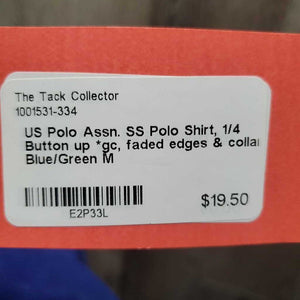 The Tack Collector
1001531-334
US Polo Assn. SS Polo Shirt, 1/4
Button up *gc, faded edges & collar
Blue/Green M
E2P33L
$19.50